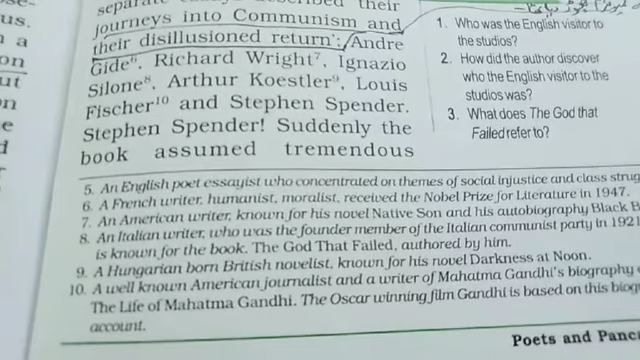 separate essays described their
journeys into Communism and
their disillusioned return'; Andre
Gide⁶, Richard Wright⁷, Ignazio
Silone⁸, Arthur Koestler⁹, Louis
Fischer¹⁰ and Stephen Spender.
Stephen Spender! Suddenly the
book assumed tremendous
us.
n a
on
ut
n
e
1. Who was the English visitor to
the studios?
2. How did the author discover
who the English visitor to the
studios was?
3. What does The God that
Failed refer to?
5. An English poet essayist who concentrated on themes of social injustice and class strug
6. A French writer, humanist, moralist, received the Nobel Prize for Literature in 1947.
7. An American writer, known for his novel Native Son and his autobiography Black B
8. An Italian writer, who was the founder member of the Italian communist party in 1921
is known for the book. The God That Failed, authored by him.
9. A Hungarian born British novelist, known for his novel Darkness at Noon.
10. A well known American journalist and a writer of Mahatma Gandhi's biography
The Life of Mahatma Gandhi. The Oscar winning film Gandhi is based on this biog
account.
Poets and Panc